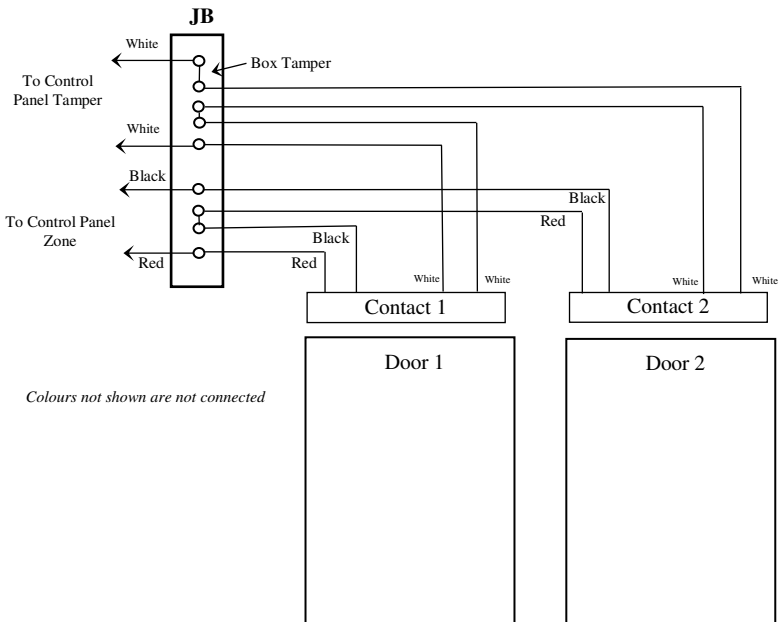 JB
White
Box Tamper
To Control
Panel Tamper
White
Black
Black
Red
To Control Panel
Zone
Black
Red
Red
White
White
White
White
Contact 1
Contact 2
Door 1
Door 2
Colours not shown are not connected